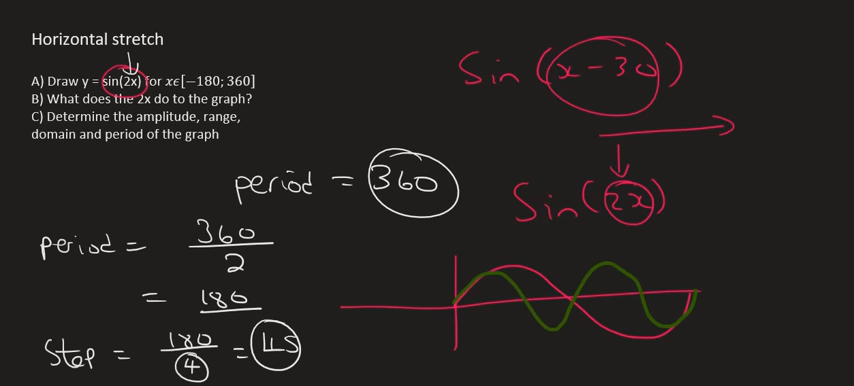 Horizontal stretch
A) Draw y = sin(2x) for xϵ[−180; 360]
B) What does the 2x do to the graph?
C) Determine the amplitude, range,
domain and period of the graph
Sin (x - 30)
period = 360
Sin (2x)
period = 360/2
= 180
Step = 180/4 = 45